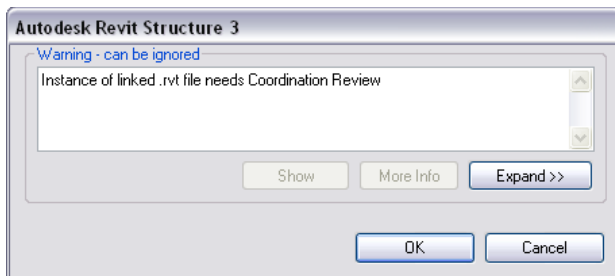 Autodesk Revit Structure 3
Warning - can be ignored
Instance of linked .rvt file needs Coordination Review
Show More Info Expand >>
OK Cancel